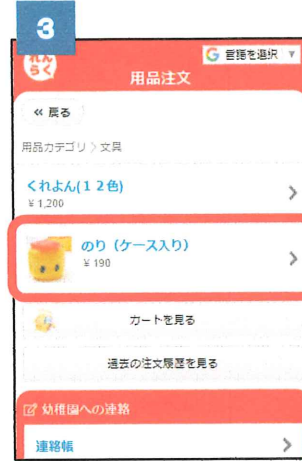 3
れんらく
G 言語を選択 ▼
用品注文
« 戻る
用品カテゴリ 〉文具
くれよん(１２色)
¥ 1,200
のり（ケース入り）
¥ 190
カートを見る
過去の注文履歴を見る
幼稚園への連絡
連絡帳